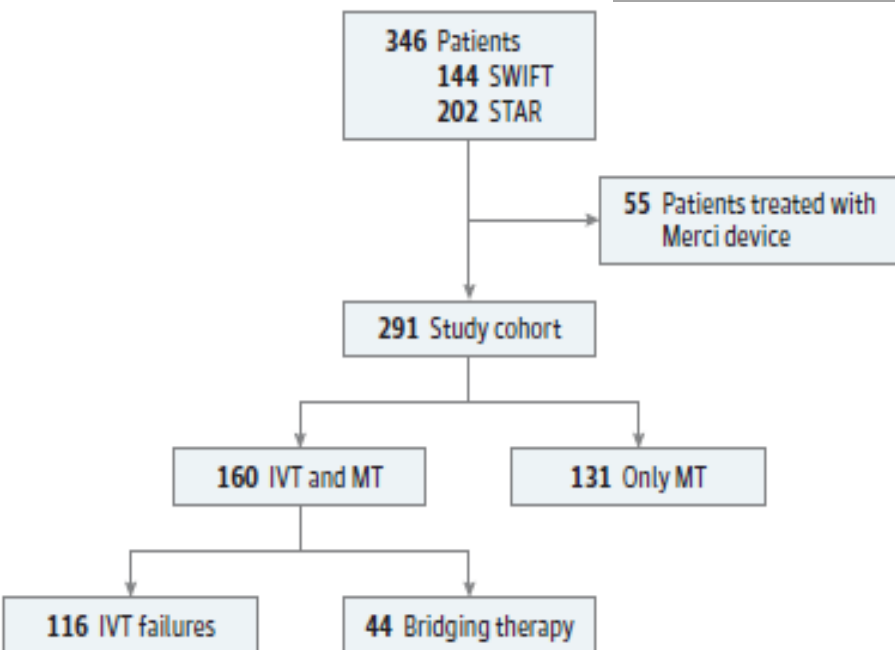 346 Patients
144 SWIFT
202 STAR
55 Patients treated with
Merci device
291 Study cohort
160 IVT and MT
131 Only MT
116 IVT failures
44 Bridging therapy